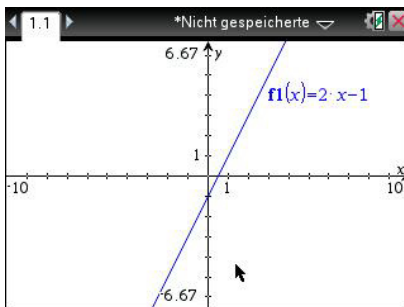 1.1 *Nicht gespeicherte
6.67 y
f1(x)=2·x−1
1
x
-10 1 10
-6.67